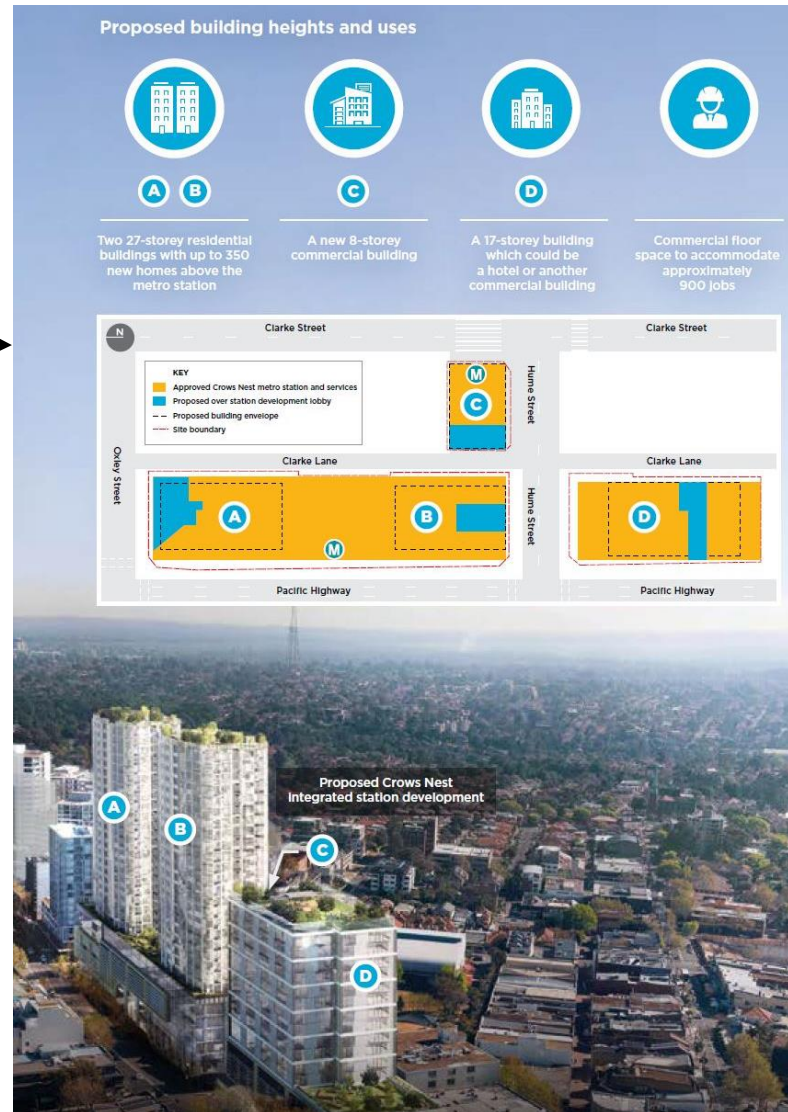 Proposed building heights and uses
A B
C
D
Two 27-storey residential
buildings with up to 350
new homes above the
metro station
A new 8-storey
commercial building
A 17-storey building
which could be
a hotel or another
commercial building
Commercial floor
space to accommodate
approximately
900 jobs
N
Clarke Street
Clarke Street
KEY
Approved Crows Nest metro station and services
Proposed over station development lobby
Proposed building envelope
Site boundary
M
C
Hume Street
Oxley Street
Clarke Lane
Clarke Lane
A
B
M
Hume Street
D
Pacific Highway
Pacific Highway
Proposed Crows Nest
integrated station development
A
B
C
D